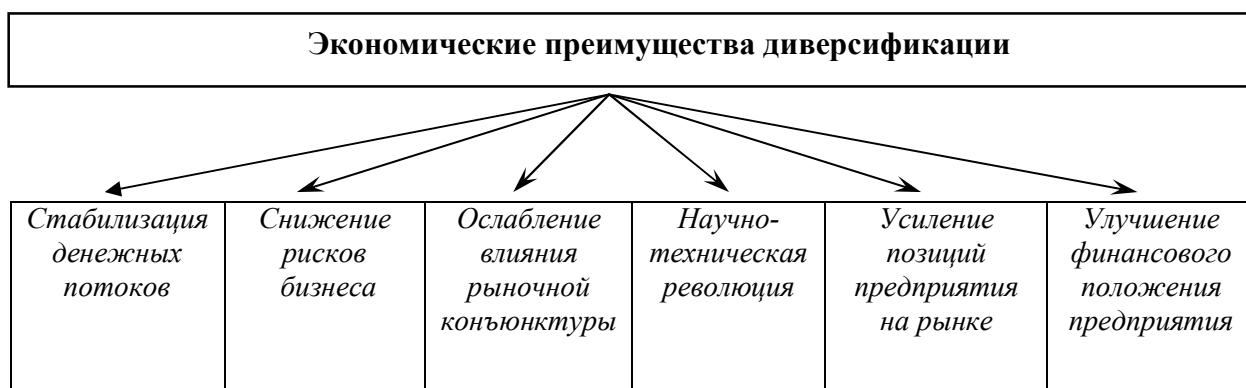 Экономические преимущества диверсификации
Стабилизация
денежных
потоков
Снижение
рисков
бизнеса
Ослабление
влияния
рыночной
конъюнктуры
Научно-
техническая
революция
Усиление
позиций
предприятия
на рынке
Улучшение
финансового
положения
предприятия